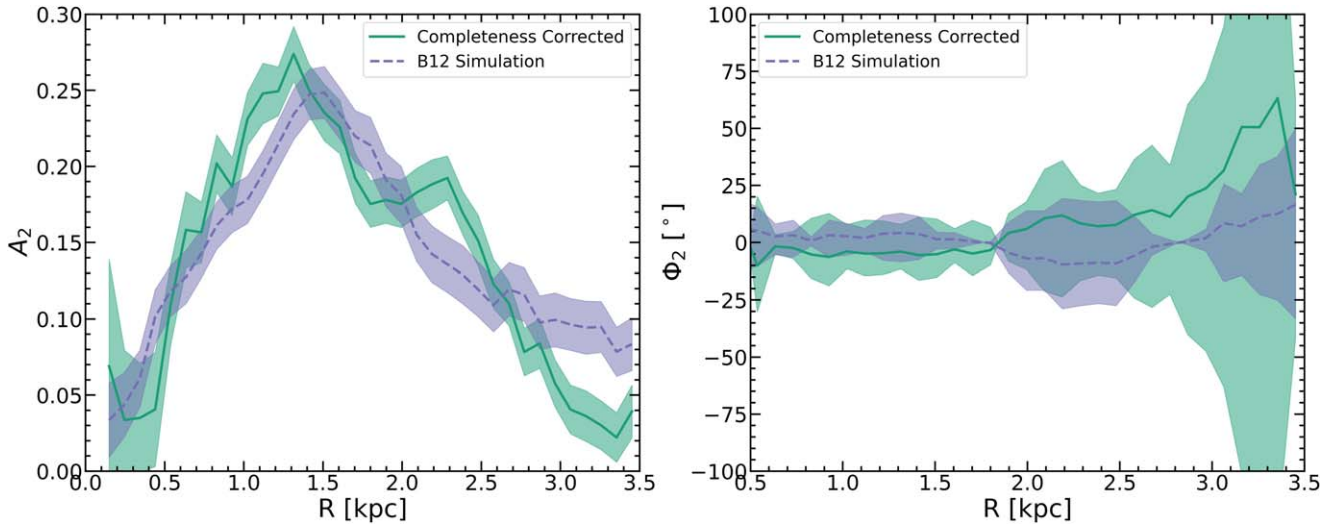 Completeness Corrected
B12 Simulation
A₂
0.30
0.25
0.20
0.15
0.10
0.05
0.00
0.0 0.5 1.0 1.5 2.0 2.5 3.0 3.5
R [kpc]
Completeness Corrected
B12 Simulation
Φ₂ [°]
100
75
50
25
0
−25
−50
−75
−100
0.5 1.0 1.5 2.0 2.5 3.0 3.5
R [kpc]